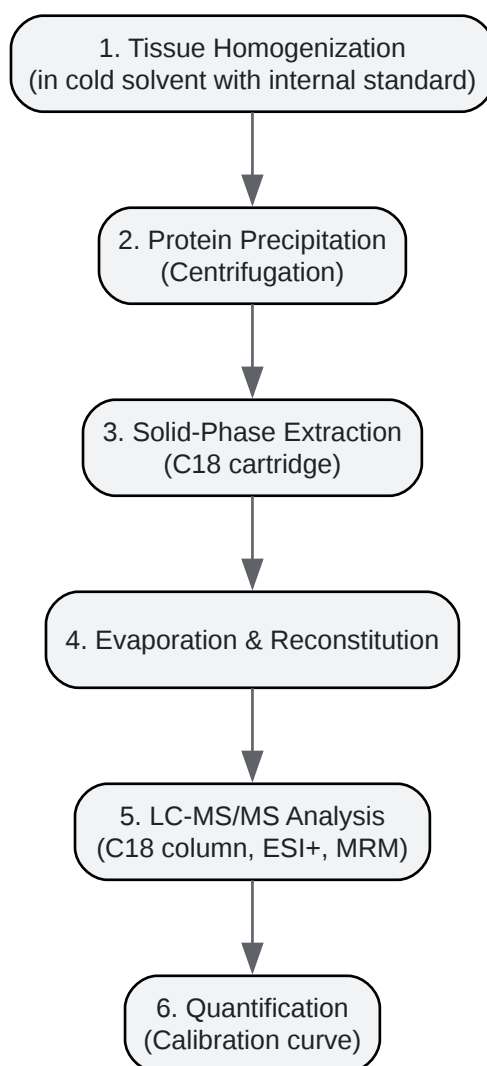 1. Tissue Homogenization
(in cold solvent with internal standard)
2. Protein Precipitation
(Centrifugation)
3. Solid-Phase Extraction
(C18 cartridge)
4. Evaporation & Reconstitution
5. LC-MS/MS Analysis
(C18 column, ESI+, MRM)
6. Quantification
(Calibration curve)